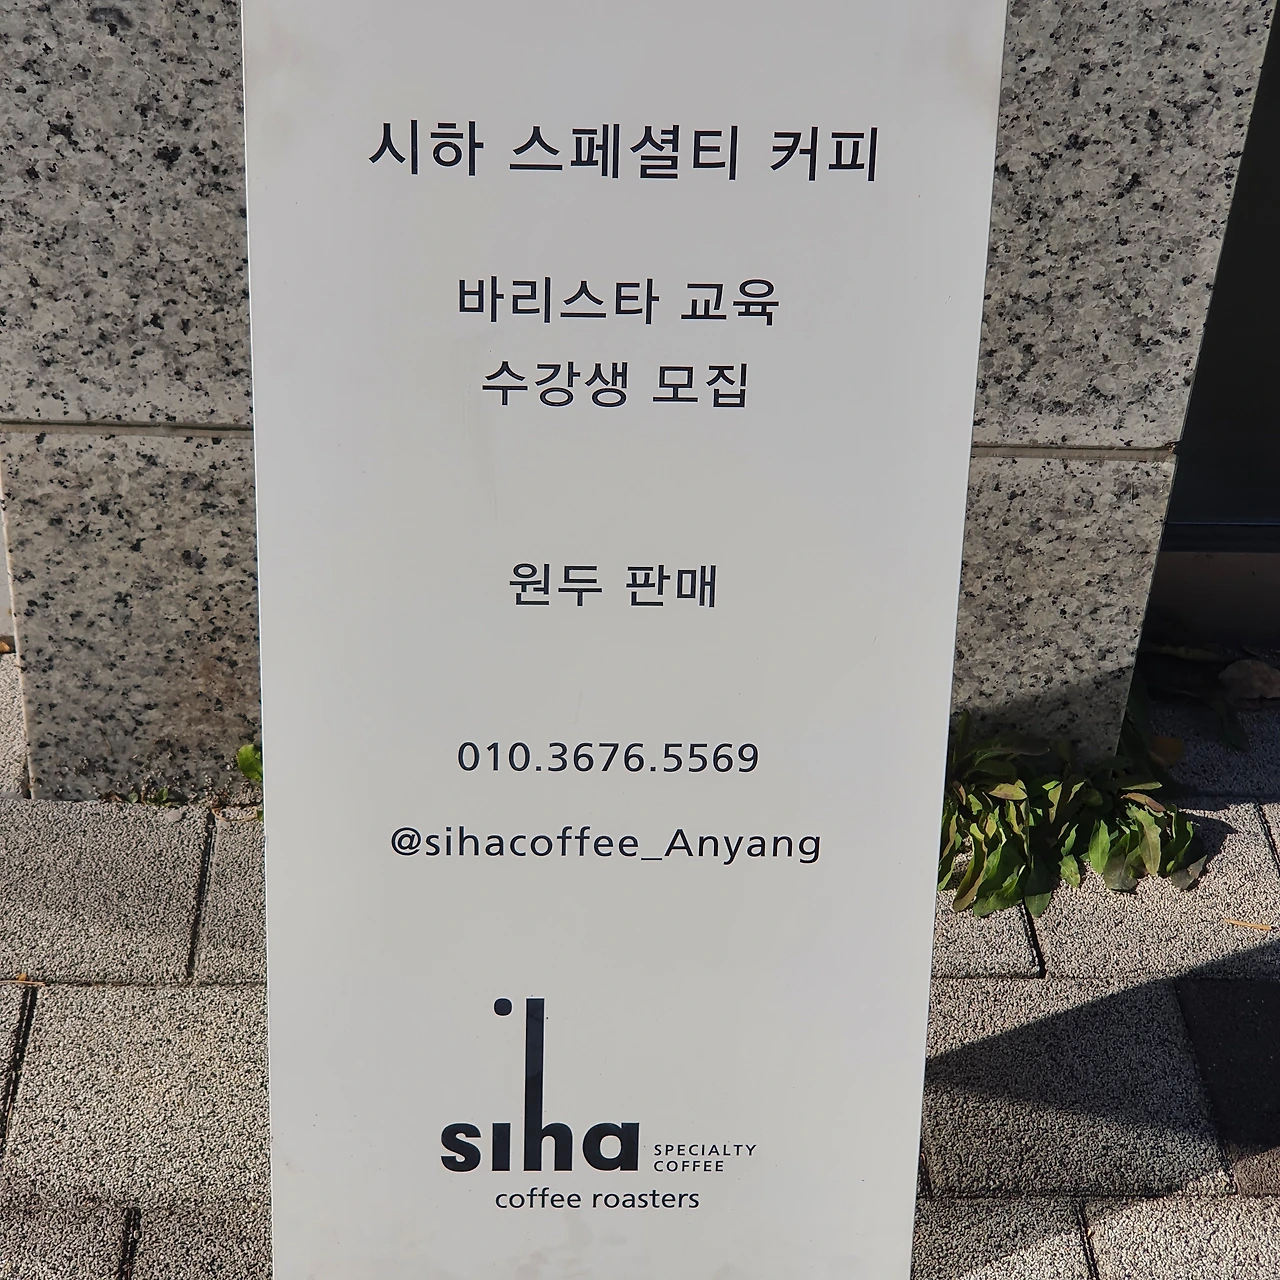 시하 스페셜티 커피
바리스타 교육
수강생 모집
원두 판매
010.3676.5569
@sihacoffee_Anyang
siha SPECIALTY
COFFEE
coffee roasters